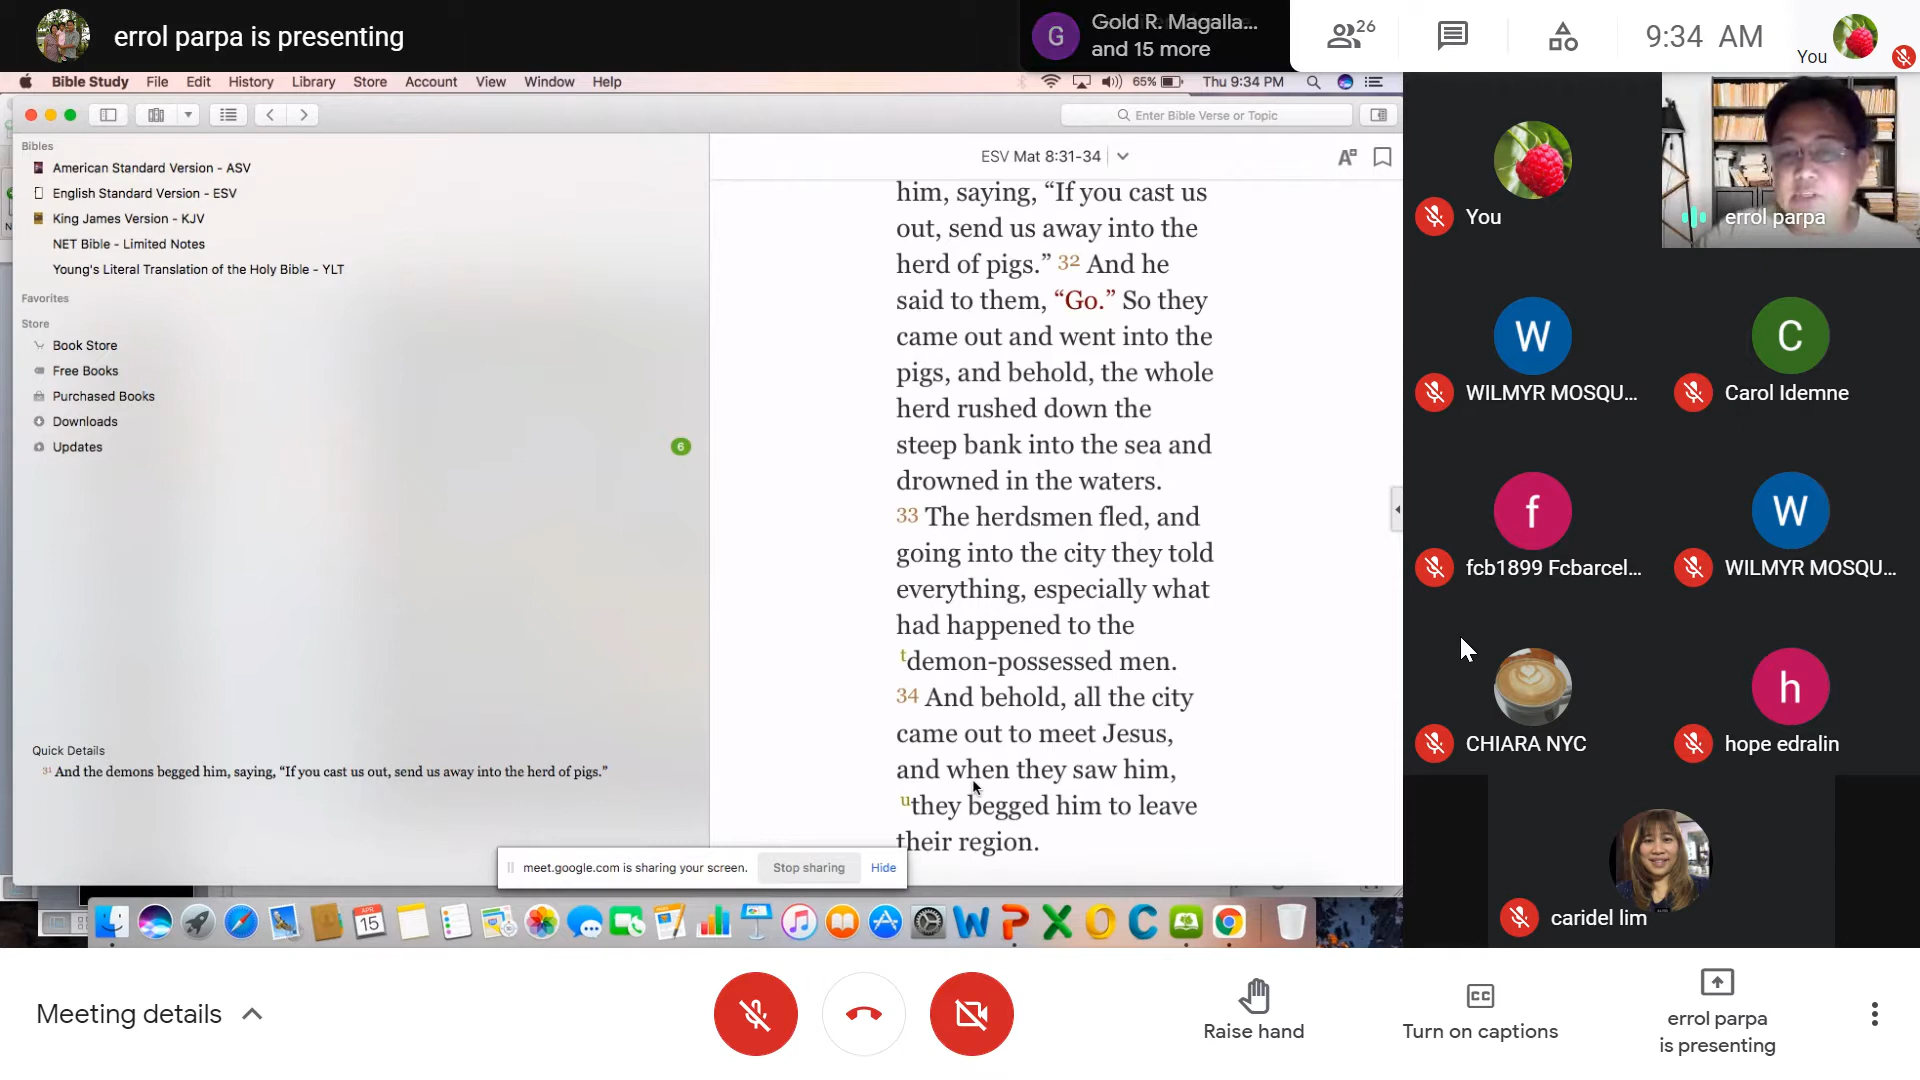 errol parpa is presenting
G
Gold R. Magalla...
and 15 more
26
9:34 AM
You
Bible Study File Edit History Library Store Account View Window Help
65% Thu 9:34 PM
Enter Bible Verse or Topic
Bibles
American Standard Version - ASV
English Standard Version - ESV
King James Version - KJV
NET Bible - Limited Notes
Young's Literal Translation of the Holy Bible - YLT
Favorites
Store
Book Store
Free Books
Purchased Books
Downloads
Updates
6
Quick Details
31 And the demons begged him, saying, “If you cast us out, send us away into the herd of pigs.”
ESV Mat 8:31-34
him, saying, “If you cast us
out, send us away into the
herd of pigs.” 32 And he
said to them, “Go.” So they
came out and went into the
pigs, and behold, the whole
herd rushed down the
steep bank into the sea and
drowned in the waters.
33 The herdsmen fled, and
going into the city they told
everything, especially what
had happened to the
t demon-possessed men.
34 And behold, all the city
came out to meet Jesus,
and when they saw him,
u they begged him to leave
their region.
meet.google.com is sharing your screen. Stop sharing Hide
APR
15
W P X O C
You
errol parpa
W
WILMYR MOSQU...
C
Carol Idemne
f
fcb1899 Fcbarcel...
W
WILMYR MOSQU...
CHIARA NYC
h
hope edralin
caridel lim
Meeting details
Raise hand
CC
Turn on captions
errol parpa
is presenting